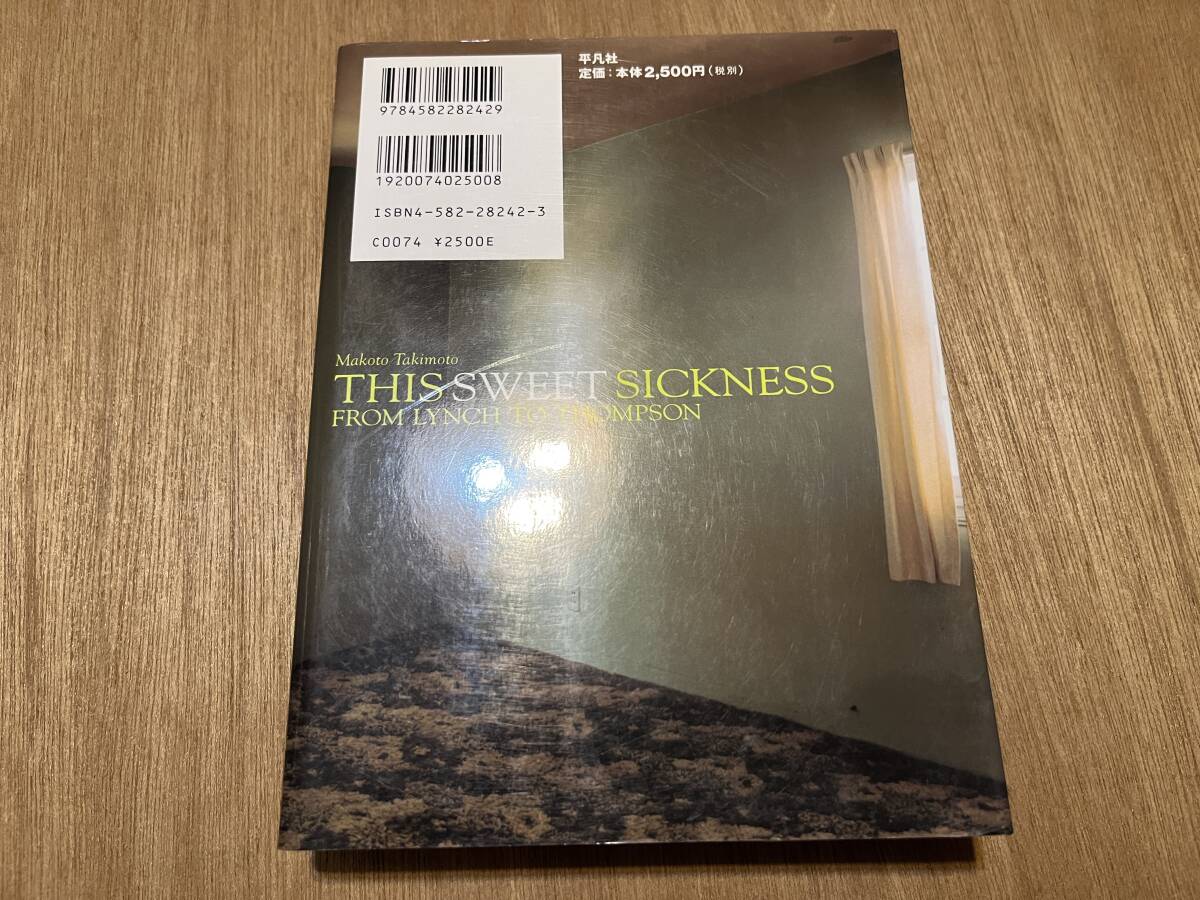 9784582282429
1920074025008
ISBN4-582-28242-3
C0074 ¥2500E
平凡社
定価：本体2,500円（税別）
Makoto Takimoto
THIS SWEET SICKNESS
FROM LYNCH TO THOMPSON